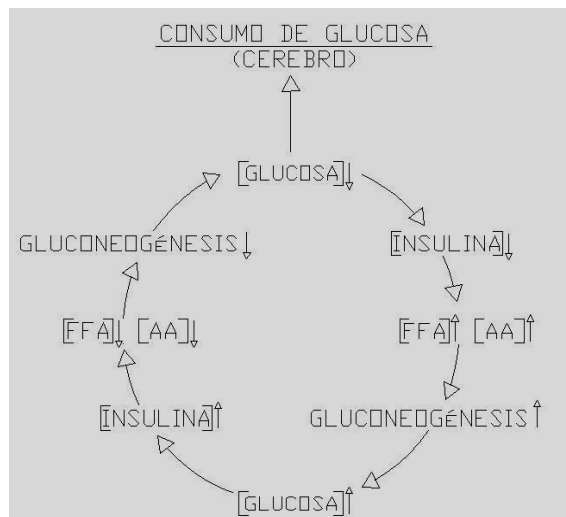 CONSUMO DE GLUCOSA
(CEREBRO)
[GLUCOSA]↓
GLUCONEOGÉNESIS↓ [INSULINA]↓
[FFA]↓ [AA]↓ [FFA]↑ [AA]↑
[INSULINA]↑ GLUCONEOGÉNESIS↑
[GLUCOSA]↑